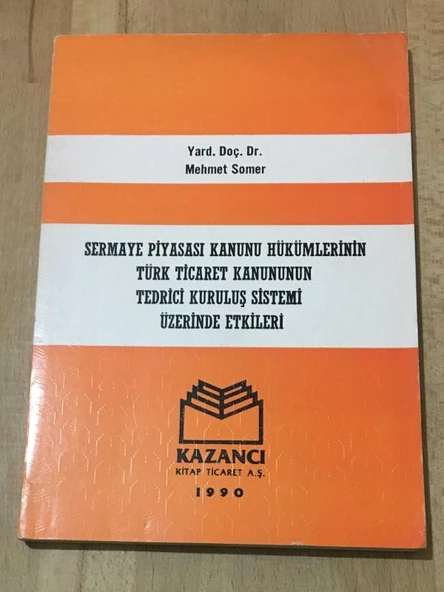 Yard. Doç. Dr.
Mehmet Somer
SERMAYE PİYASASI KANUNU HÜKÜMLERİNİN
TÜRK TİCARET KANUNUNUN
TEDRİCİ KURULUŞ SİSTEMİ
ÜZERİNDE ETKİLERİ
KAZANCI
KİTAP TİCARET A.Ş.
1990